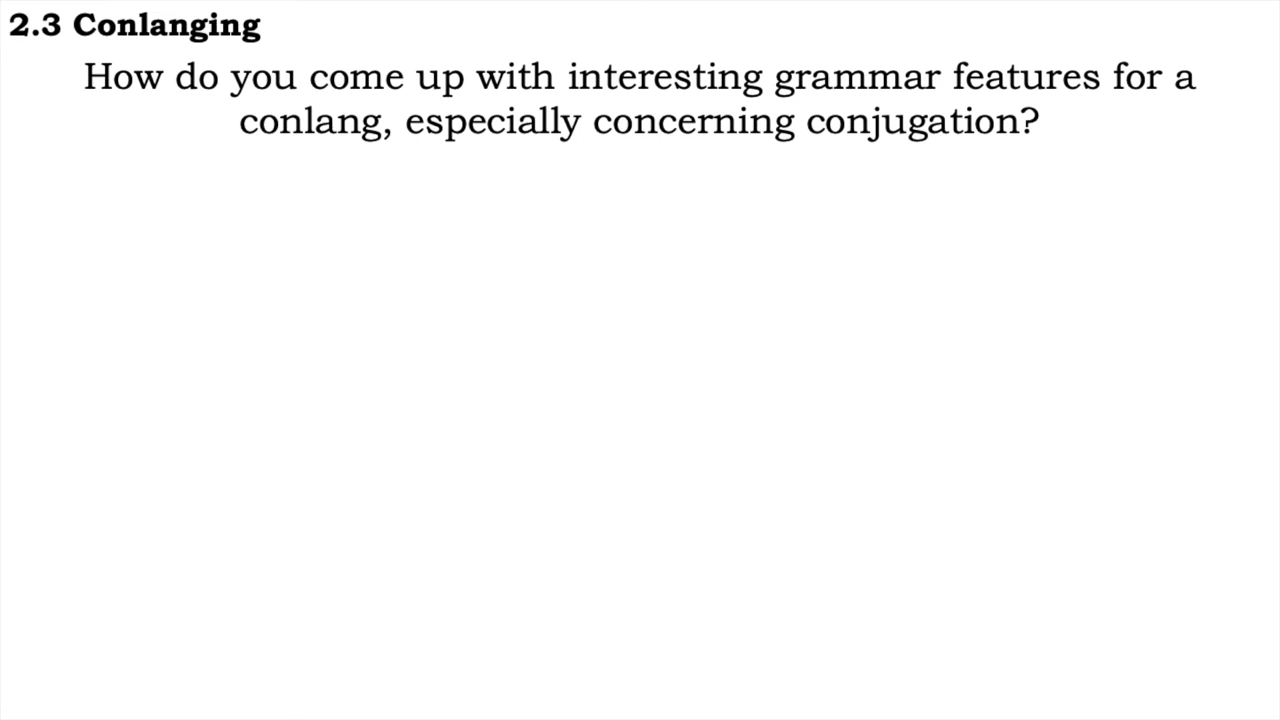 2.3 Conlanging
How do you come up with interesting grammar features for a
conlang, especially concerning conjugation?